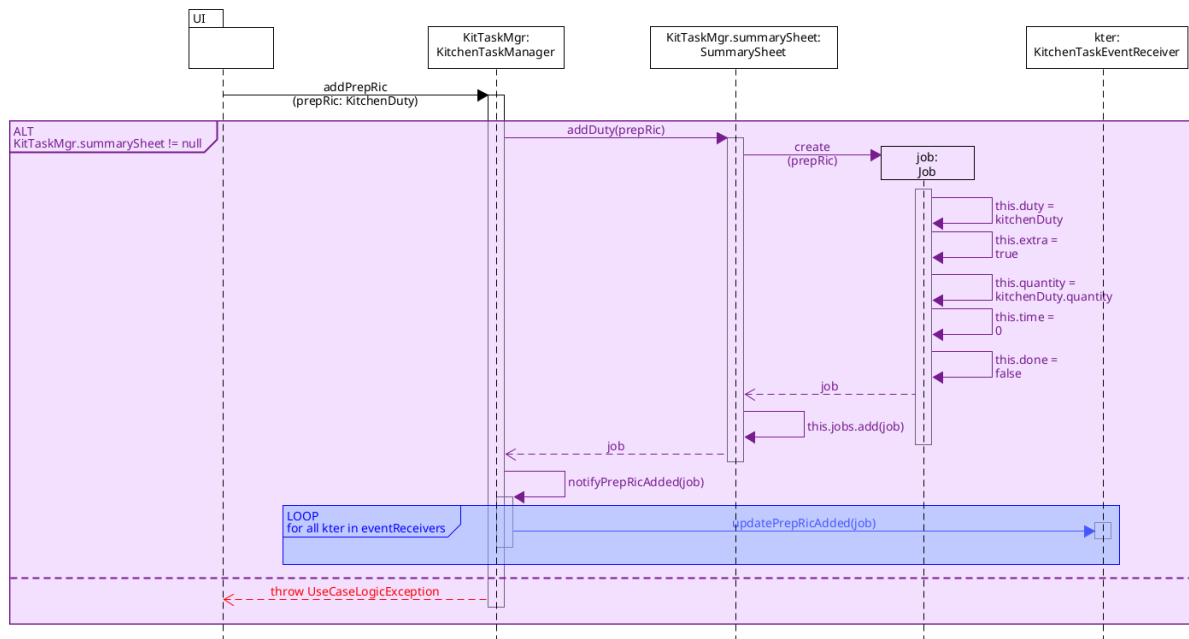 UI
KitTaskMgr:
KitchenTaskManager
KitTaskMgr.summarySheet:
SummarySheet
kter:
KitchenTaskEventReceiver
addPrepRic
(prepRic: KitchenDuty)
ALT
KitTaskMgr.summarySheet != null
addDuty(prepRic)
create
(prepRic)
job:
Job
this.duty =
kitchenDuty
this.extra =
true
this.quantity =
kitchenDuty.quantity
this.time =
0
this.done =
false
job
this.jobs.add(job)
job
notifyPrepRicAdded(job)
LOOP
for all kter in eventReceivers
updatePrepRicAdded(job)
throw UseCaseLogicException